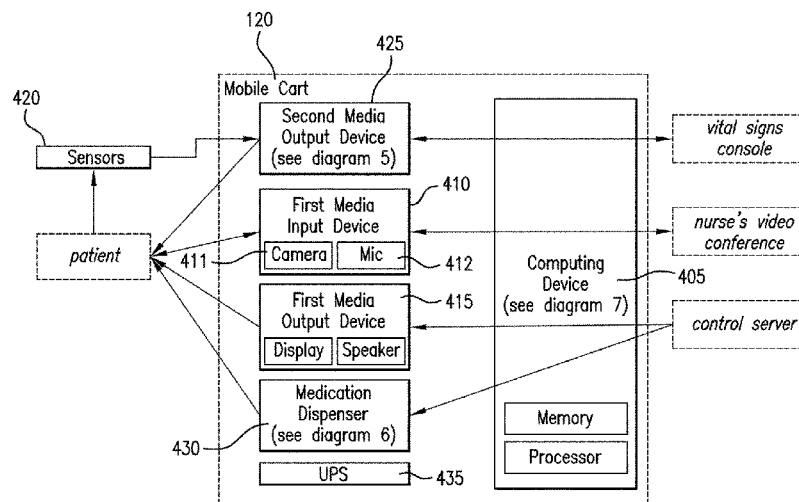 120
425
Mobile Cart
420
Sensors
Second Media
Output Device
(see diagram 5)
vital signs
console
410
First Media
Input Device
411
Camera
Mic
412
patient
nurse's video
conference
Computing
Device
(see diagram 7)
405
First Media
Output Device
415
Display
Speaker
control server
Medication
Dispenser
(see diagram 6)
430
Memory
Processor
UPS
435